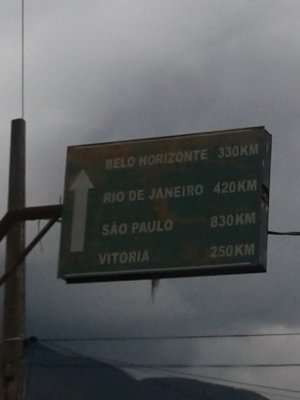 BELO HORIZONTE 330KM
RIO DE JANEIRO 420KM
SÃO PAULO 830KM
VITORIA 250KM